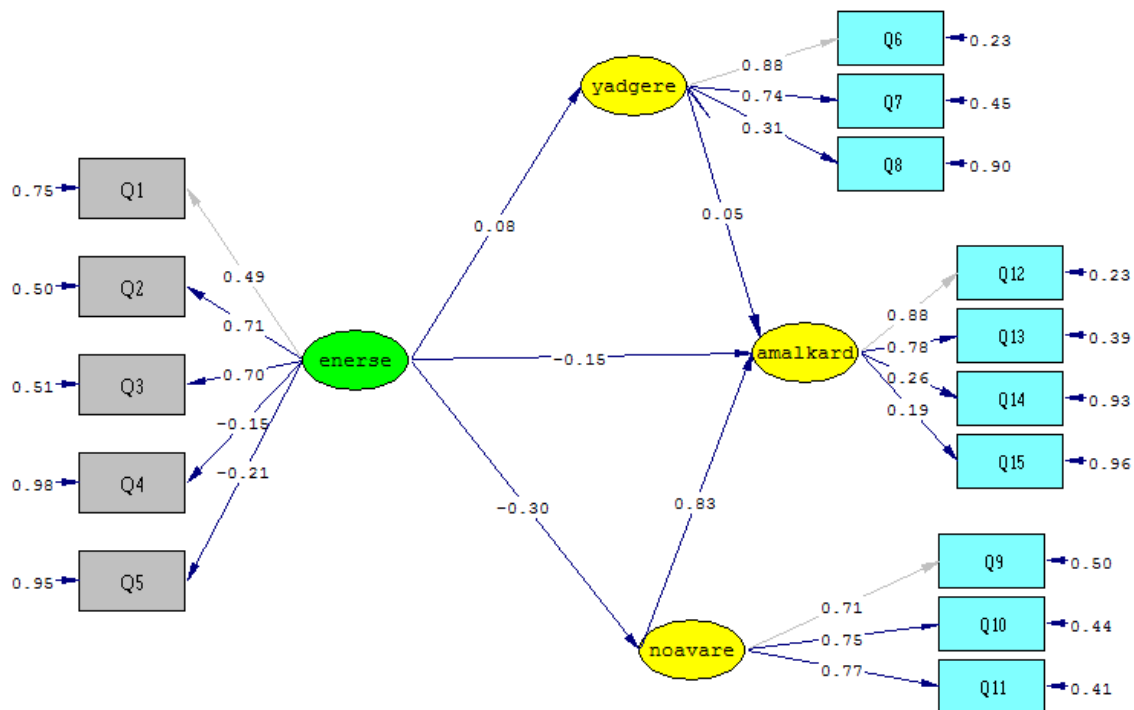 Q6
0.23
0.88
yadgere
0.74
Q7
0.45
0.31
Q8
0.90
0.75
Q1
0.49
0.08
0.05
0.50
Q2
0.71
Q12
0.23
0.88
0.51
Q3
0.70
enerse
-0.15
amalkard
0.78
Q13
0.39
0.26
Q14
0.93
0.19
Q15
0.96
-0.15
0.98
Q4
-0.21
-0.30
0.83
0.95
Q5
Q9
0.50
0.71
noavare
0.75
Q10
0.44
0.77
Q11
0.41